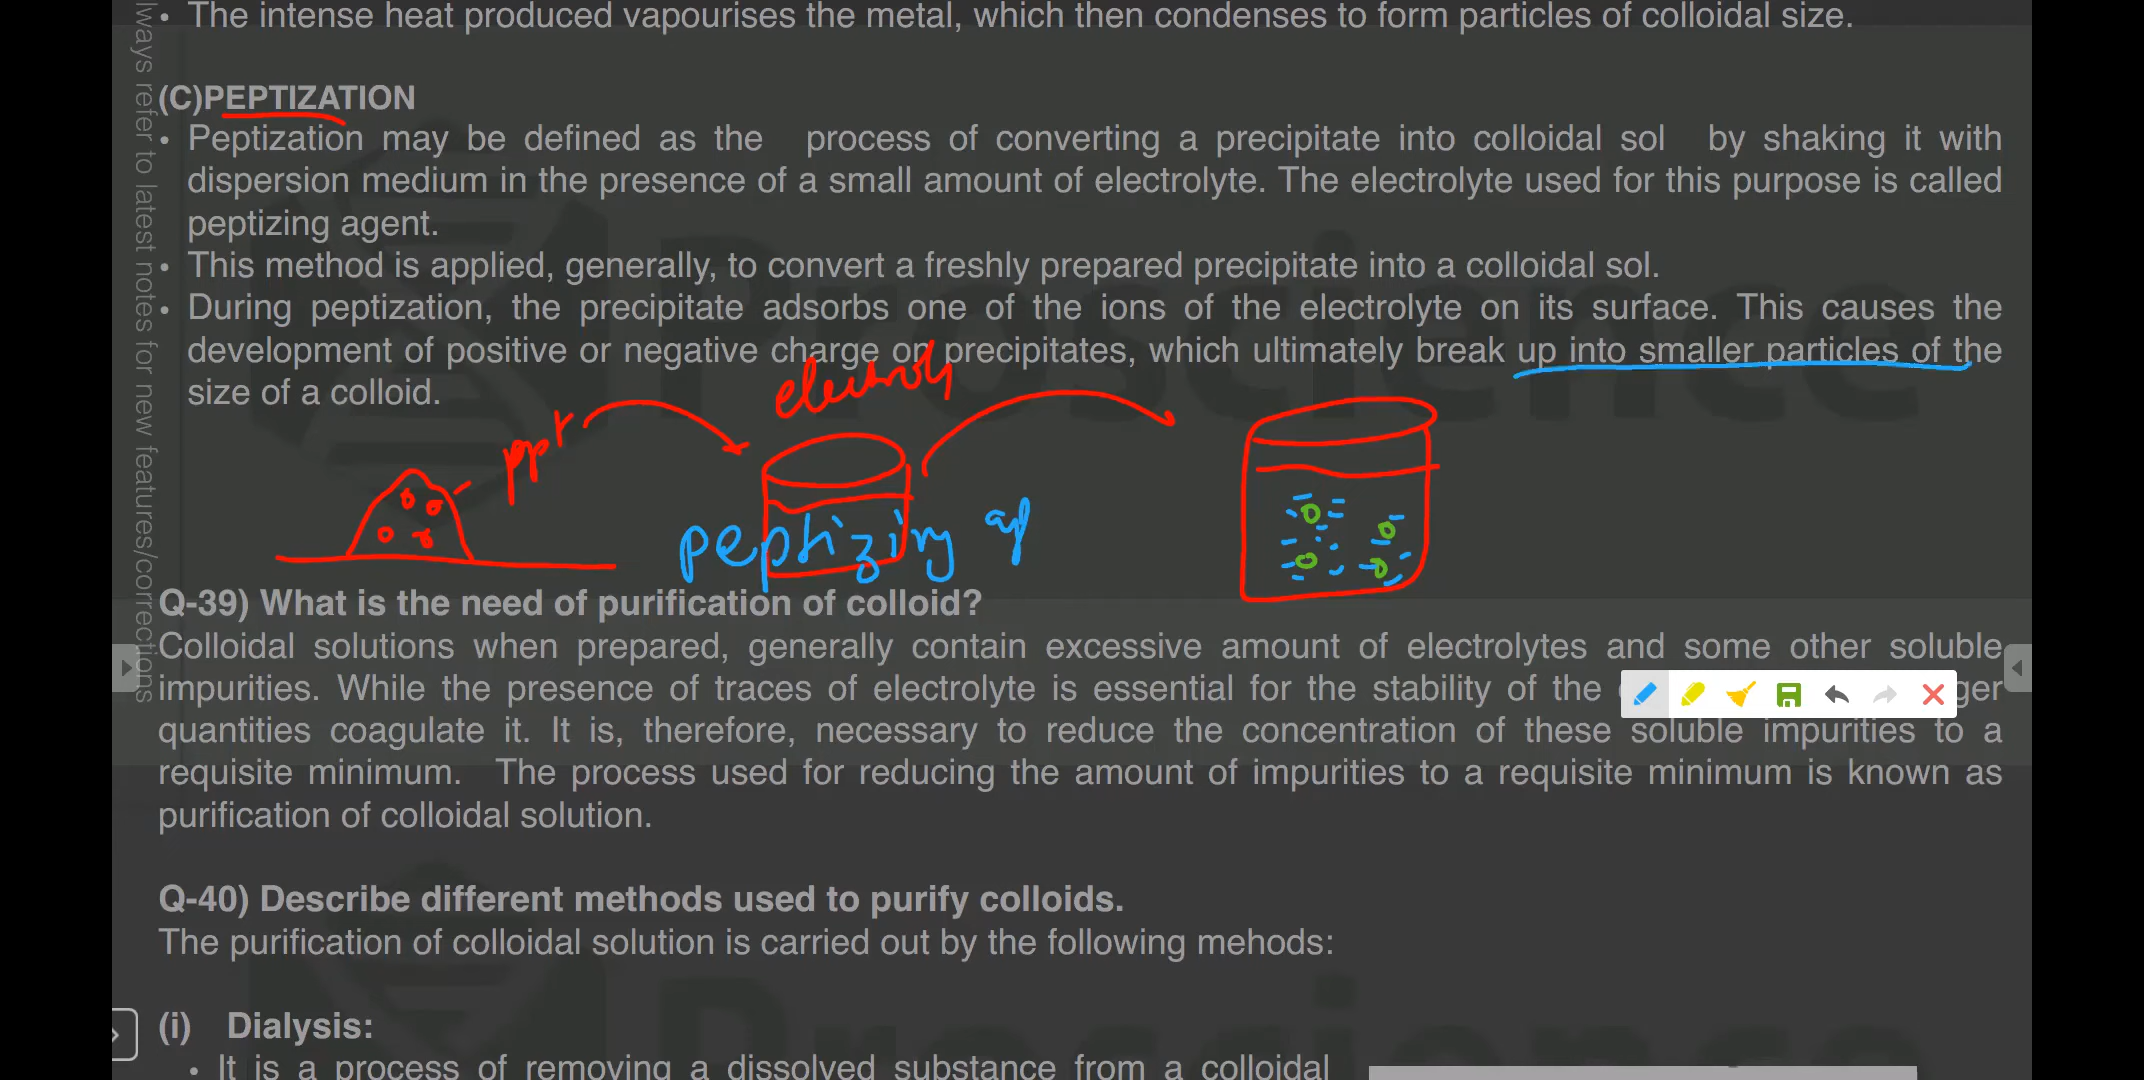 The intense heat produced vapourises the metal, which then condenses to form particles of colloidal size.
(C)PEPTIZATION
Peptization may be defined as the process of converting a precipitate into colloidal sol by shaking it with
dispersion medium in the presence of a small amount of electrolyte. The electrolyte used for this purpose is called
peptizing agent.
This method is applied, generally, to convert a freshly prepared precipitate into a colloidal sol.
During peptization, the precipitate adsorbs one of the ions of the electrolyte on its surface. This causes the
development of positive or negative charge on precipitates, which ultimately break up into smaller particles of the
size of a colloid.
ppt
peptizing
Q-39) What is the need of purification of colloid?
Colloidal solutions when prepared, generally contain excessive amount of electrolytes and some other soluble
impurities. While the presence of traces of electrolyte is essential for the stability of the
quantities coagulate it. It is, therefore, necessary to reduce the concentration of these soluble impurities to a
requisite minimum. The process used for reducing the amount of impurities to a requisite minimum is known as
purification of colloidal solution.
Q-40) Describe different methods used to purify colloids.
The purification of colloidal solution is carried out by the following mehods:
(i) Dialysis:
It is a process of removing a dissolved substance from a colloidal
lways refer to latest notes for new features/corrections
Proscience